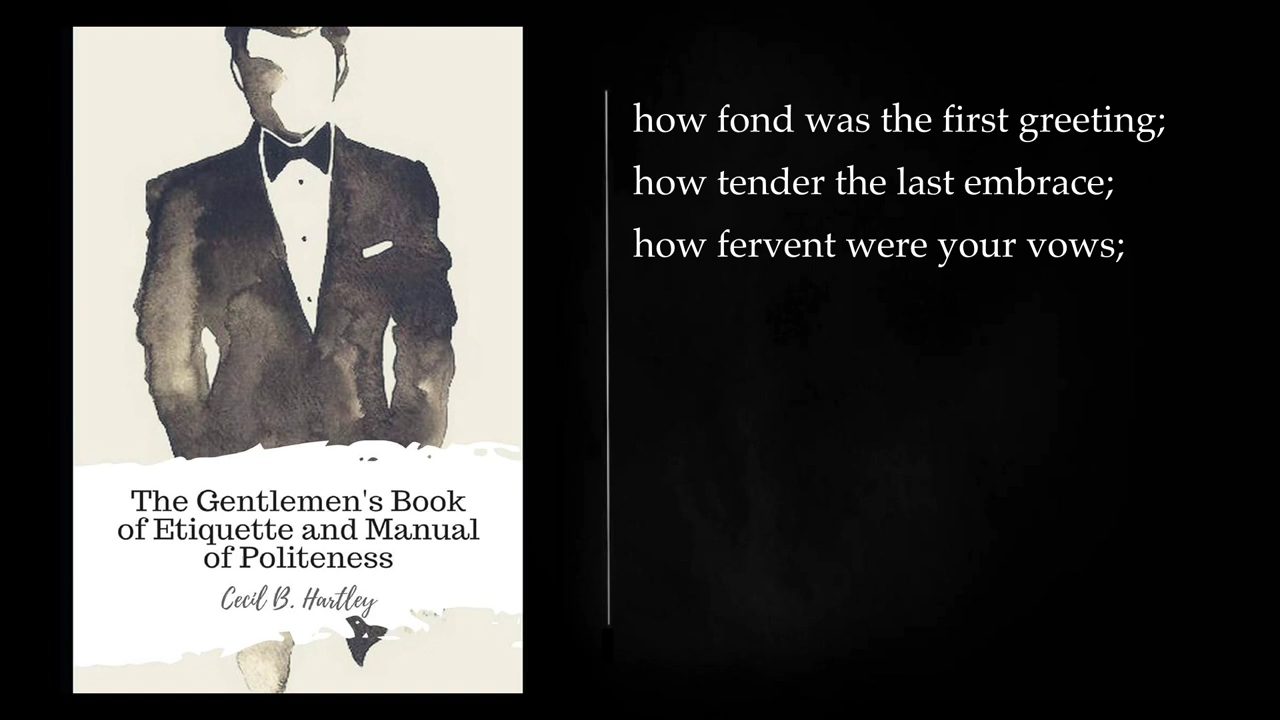 The Gentlemen's Book
of Etiquette and Manual
of Politeness
Cecil B. Hartley
how fond was the first greeting;
how tender the last embrace;
how fervent were your vows;